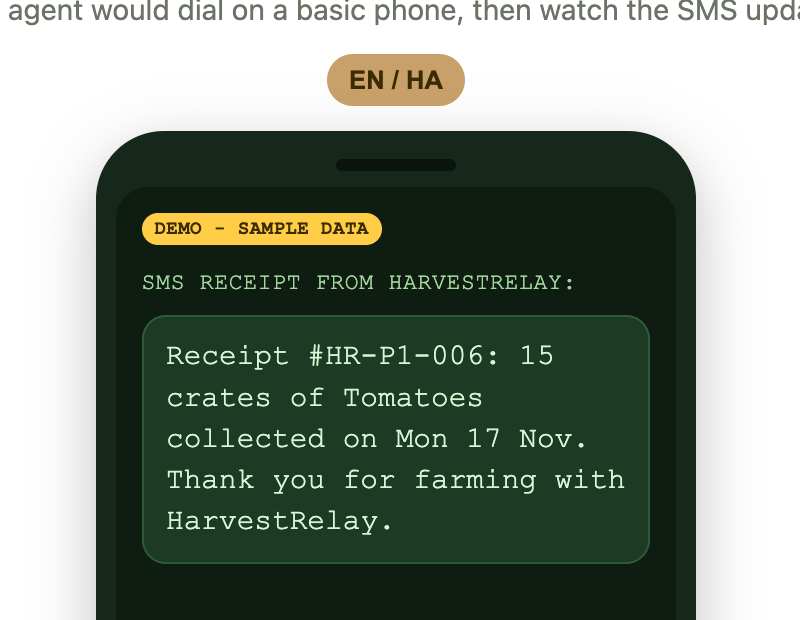 agent would dial on a basic phone, then watch the SMS
EN / HA
DEMO - SAMPLE DATA
SMS RECEIPT FROM HARVESTRELAY:
Receipt #HR-P1-006: 15
crates of Tomatoes
collected on Mon 17 Nov.
Thank you for farming with
HarvestRelay.